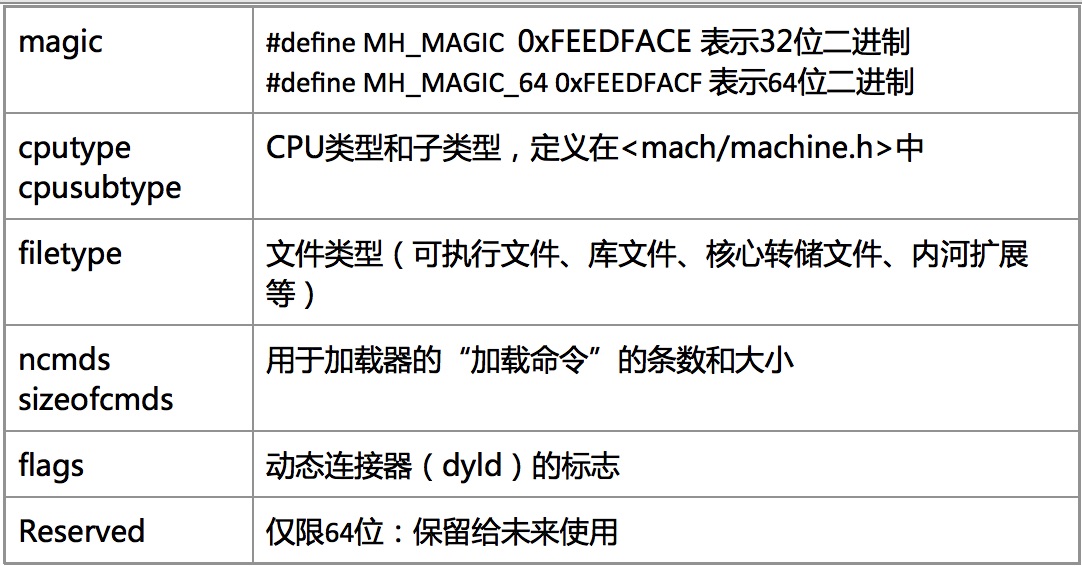 magic
#define MH_MAGIC 0xFEEDFACE 表示32位二进制
#define MH_MAGIC_64 0xFEEDFACF 表示64位二进制
cputype
cpusubtype
CPU类型和子类型，定义在<mach/machine.h>中
filetype
文件类型（可执行文件、库文件、核心转储文件、内河扩展
等）
ncmds
sizeofcmds
用于加载器的“加载命令”的条数和大小
flags
动态连接器（dyld）的标志
Reserved
仅限64位：保留给未来使用